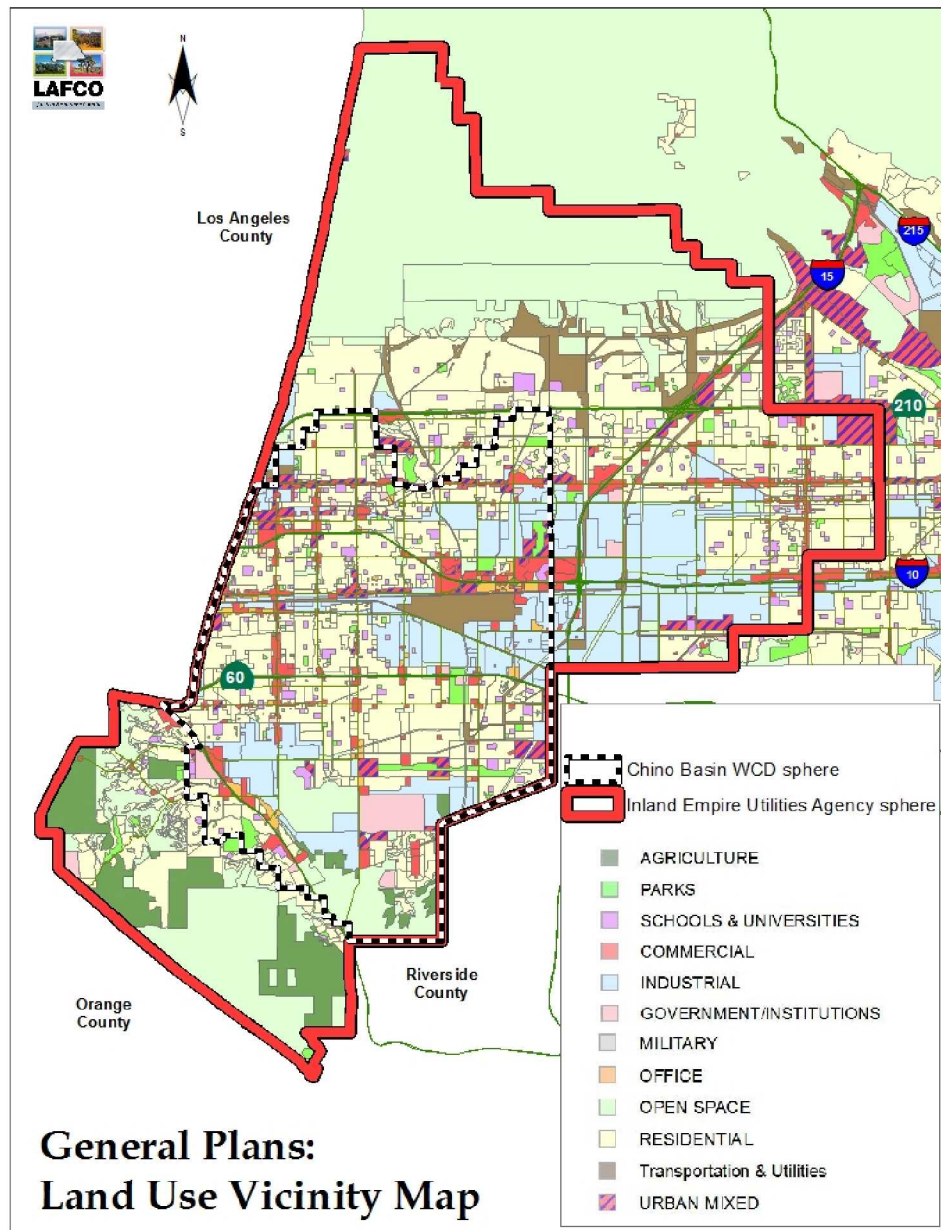 N
LAFCO
S
Los Angeles
County
215
15
210
10
60
Chino Basin WCD sphere
Inland Empire Utilities Agency sphere
AGRICULTURE
PARKS
SCHOOLS & UNIVERSITIES
COMMERCIAL
INDUSTRIAL
GOVERNMENT/INSTITUTIONS
MILITARY
OFFICE
OPEN SPACE
RESIDENTIAL
Transportation & Utilities
URBAN MIXED
Riverside
County
Orange
County
General Plans:
Land Use Vicinity Map